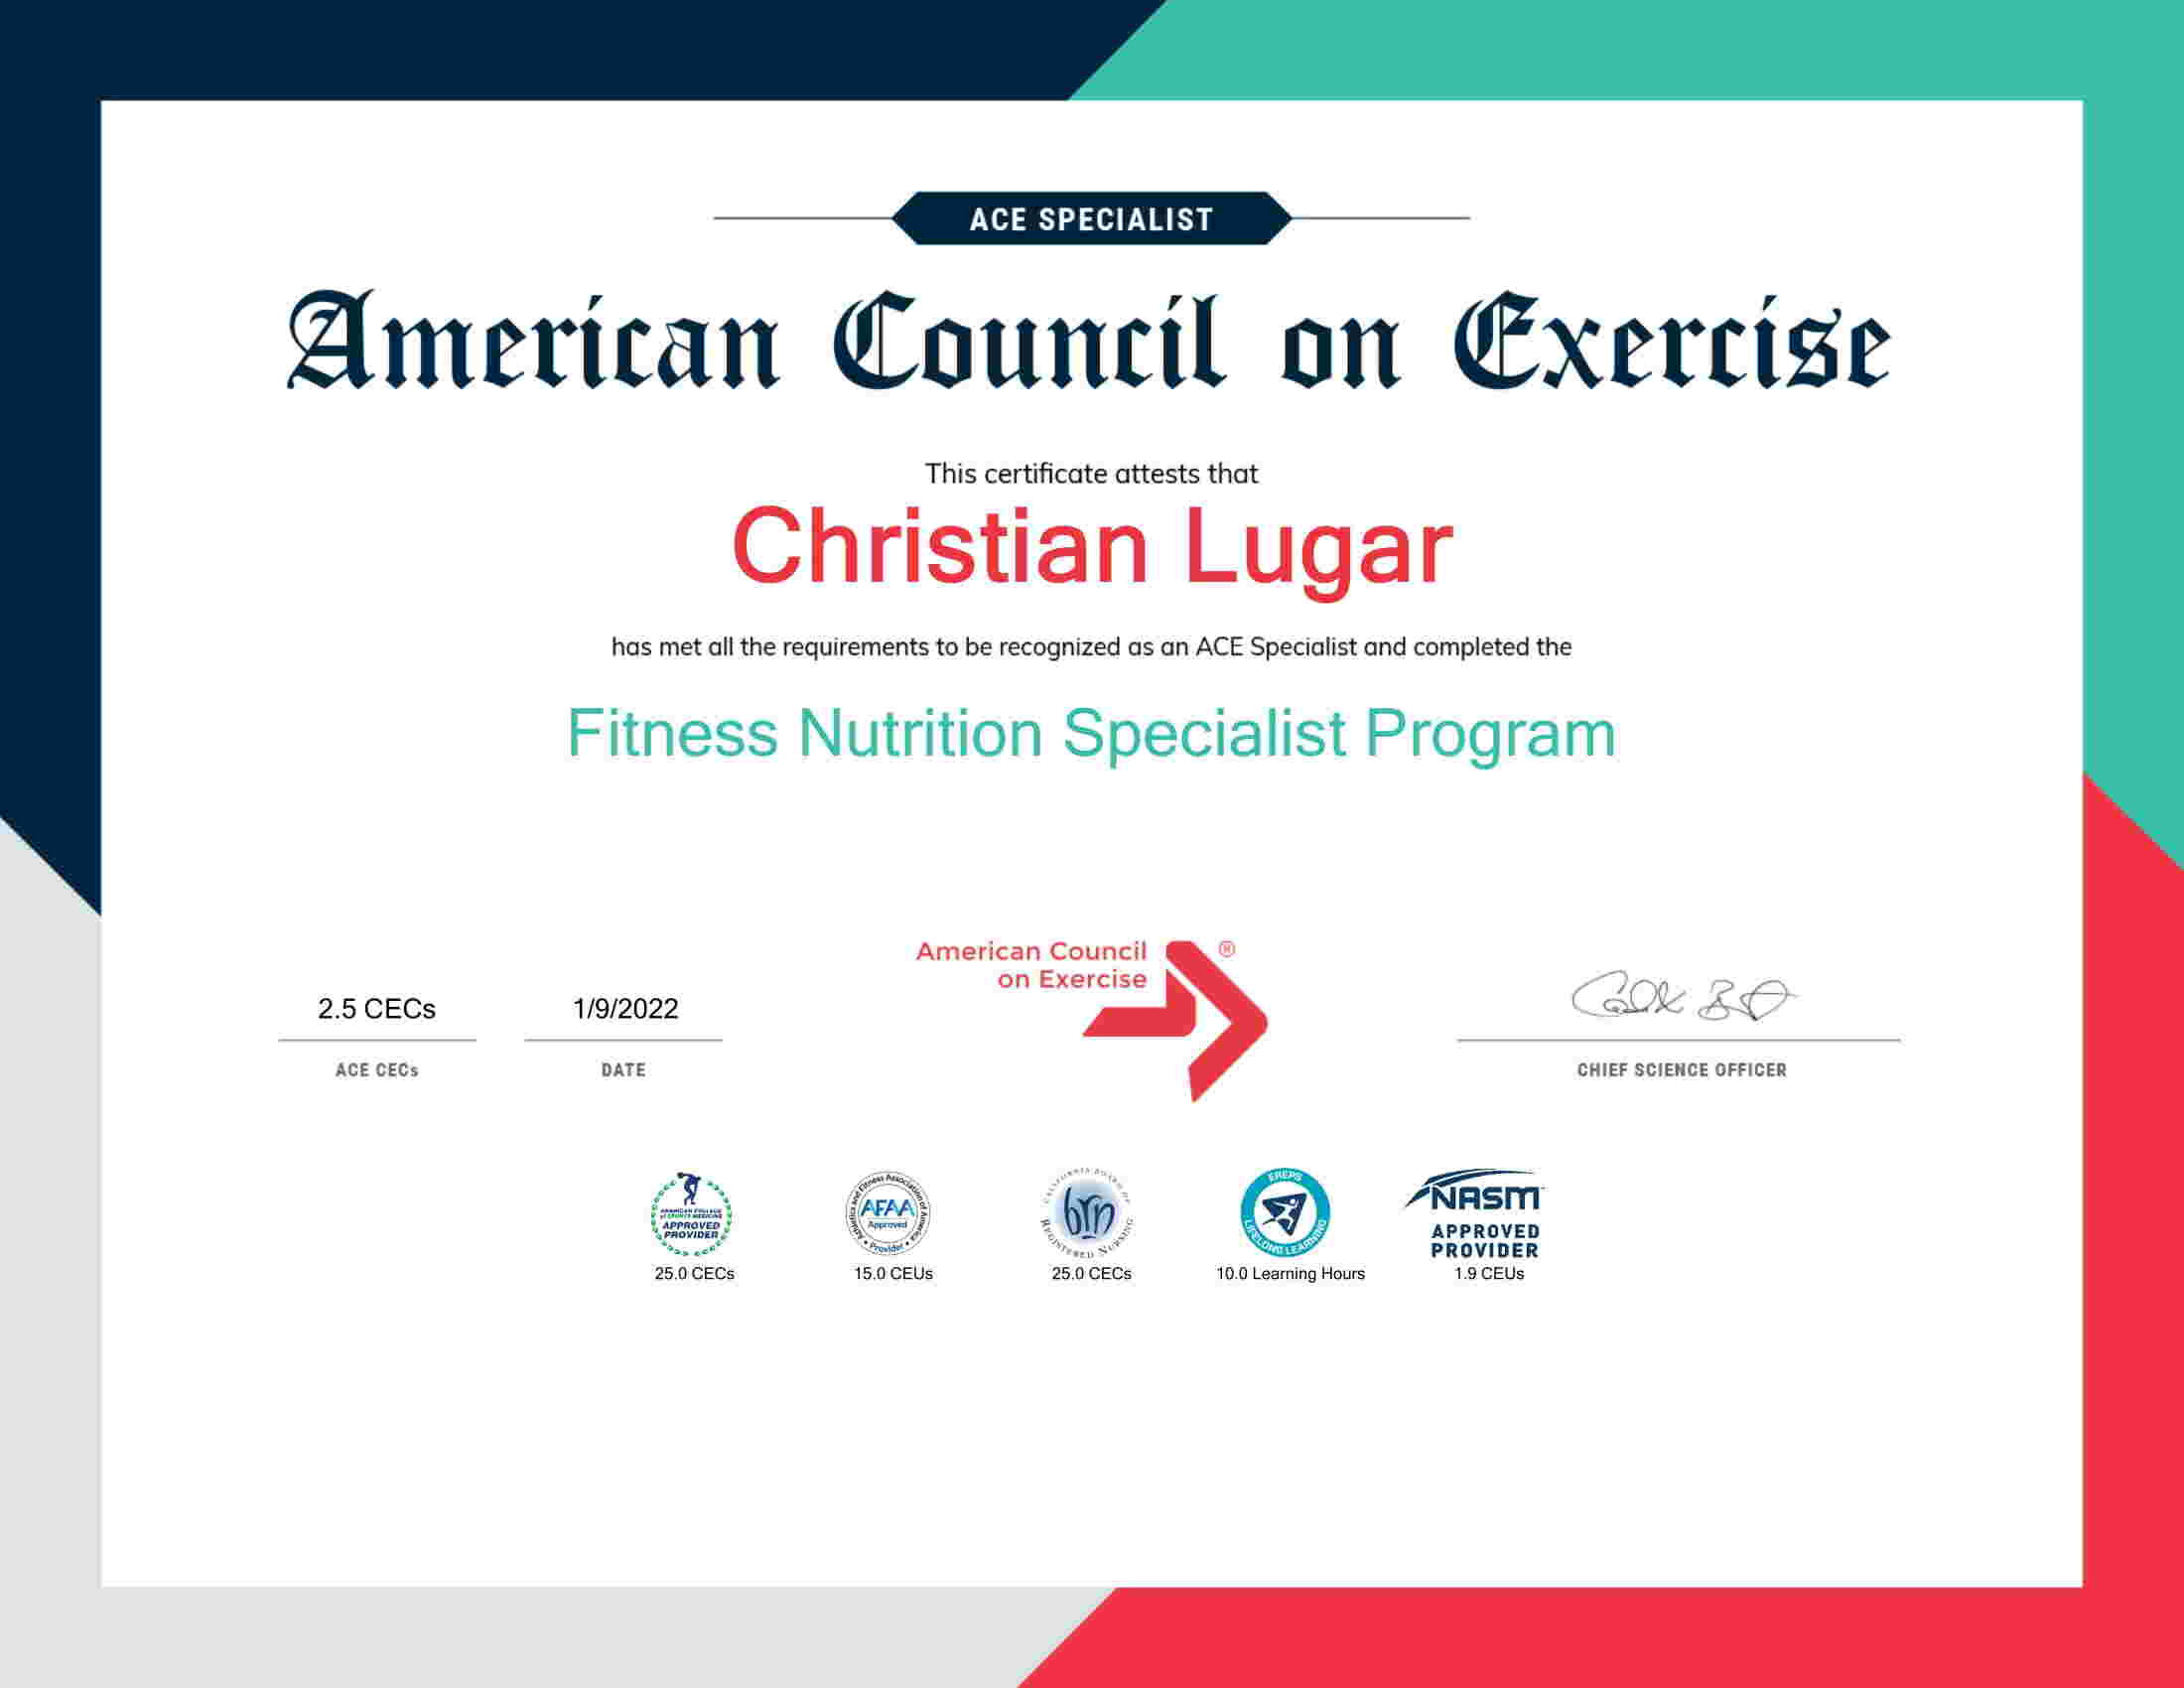 ACE SPECIALIST
American Council on Exercise
This certificate attests that
Christian Lugar
has met all the requirements to be recognized as an ACE Specialist and completed the
Fitness Nutrition Specialist Program
American Council ®
on Exercise
2.5 CECs 1/9/2022
ACE CECs DATE CHIEF SCIENCE OFFICER
AMERICAN COLLEGE
of SPORTS MEDICINE
APPROVED
PROVIDER
Athletics and Fitness Association of America
AFAA
Approved
Provider
CALIFORNIA BOARD OF
brn
REGISTERED NURSING
EREPS
LIFELONG LEARNING
NASM
APPROVED
PROVIDER
25.0 CECs 15.0 CEUs 25.0 CECs 10.0 Learning Hours 1.9 CEUs